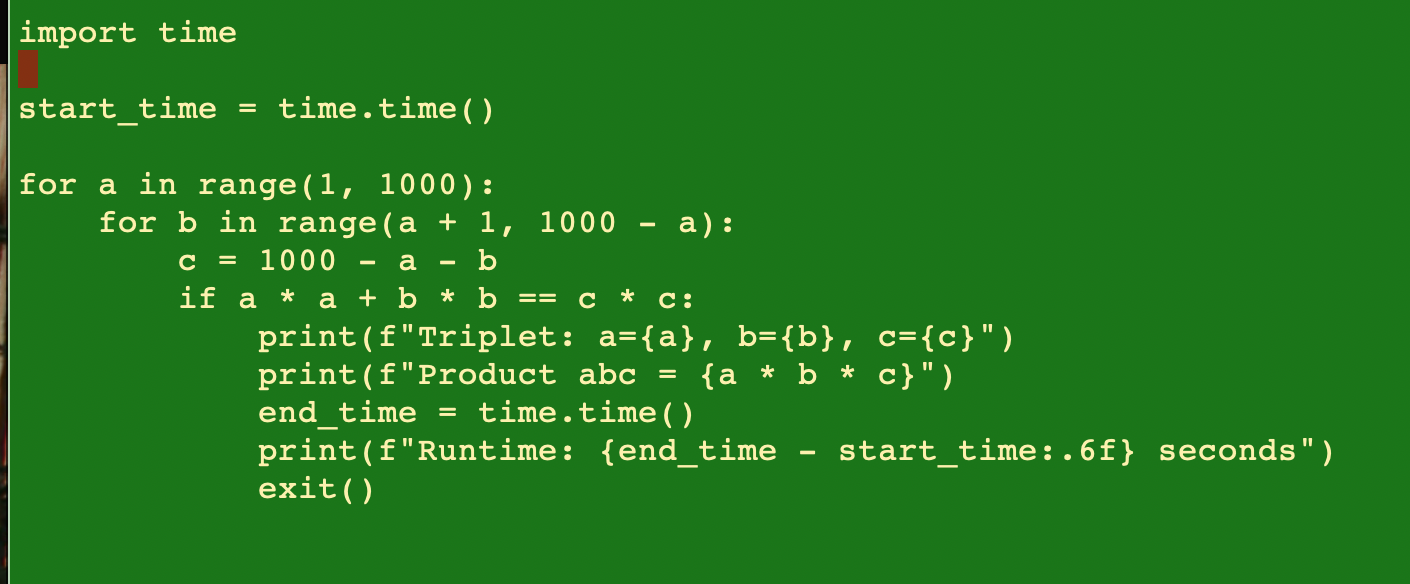 import time
start_time = time.time()
for a in range(1, 1000):
    for b in range(a + 1, 1000 - a):
        c = 1000 - a - b
        if a * a + b * b == c * c:
            print(f"Triplet: a={a}, b={b}, c={c}")
            print(f"Product abc = {a * b * c}")
            end_time = time.time()
            print(f"Runtime: {end_time - start_time:.6f} seconds")
            exit()